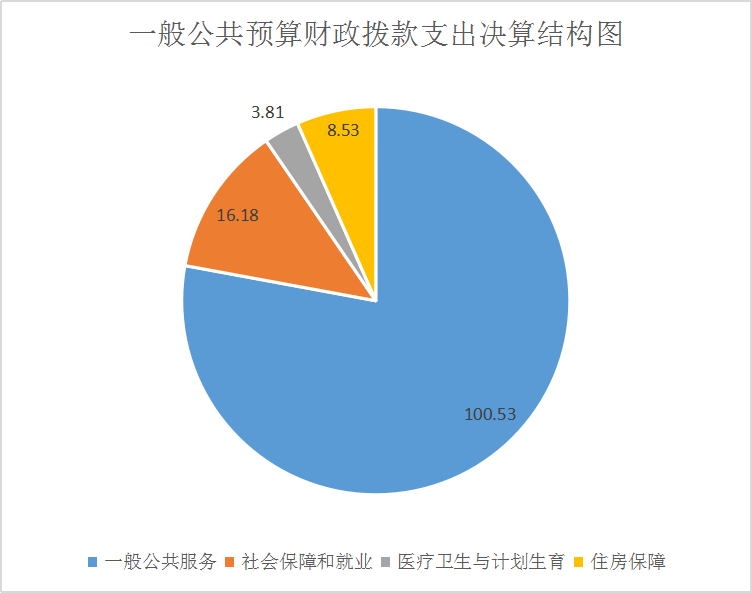 一般公共预算财政拨款支出决算结构图
3.81
8.53
16.18
100.53
一般公共服务 社会保障和就业 医疗卫生与计划生育 住房保障